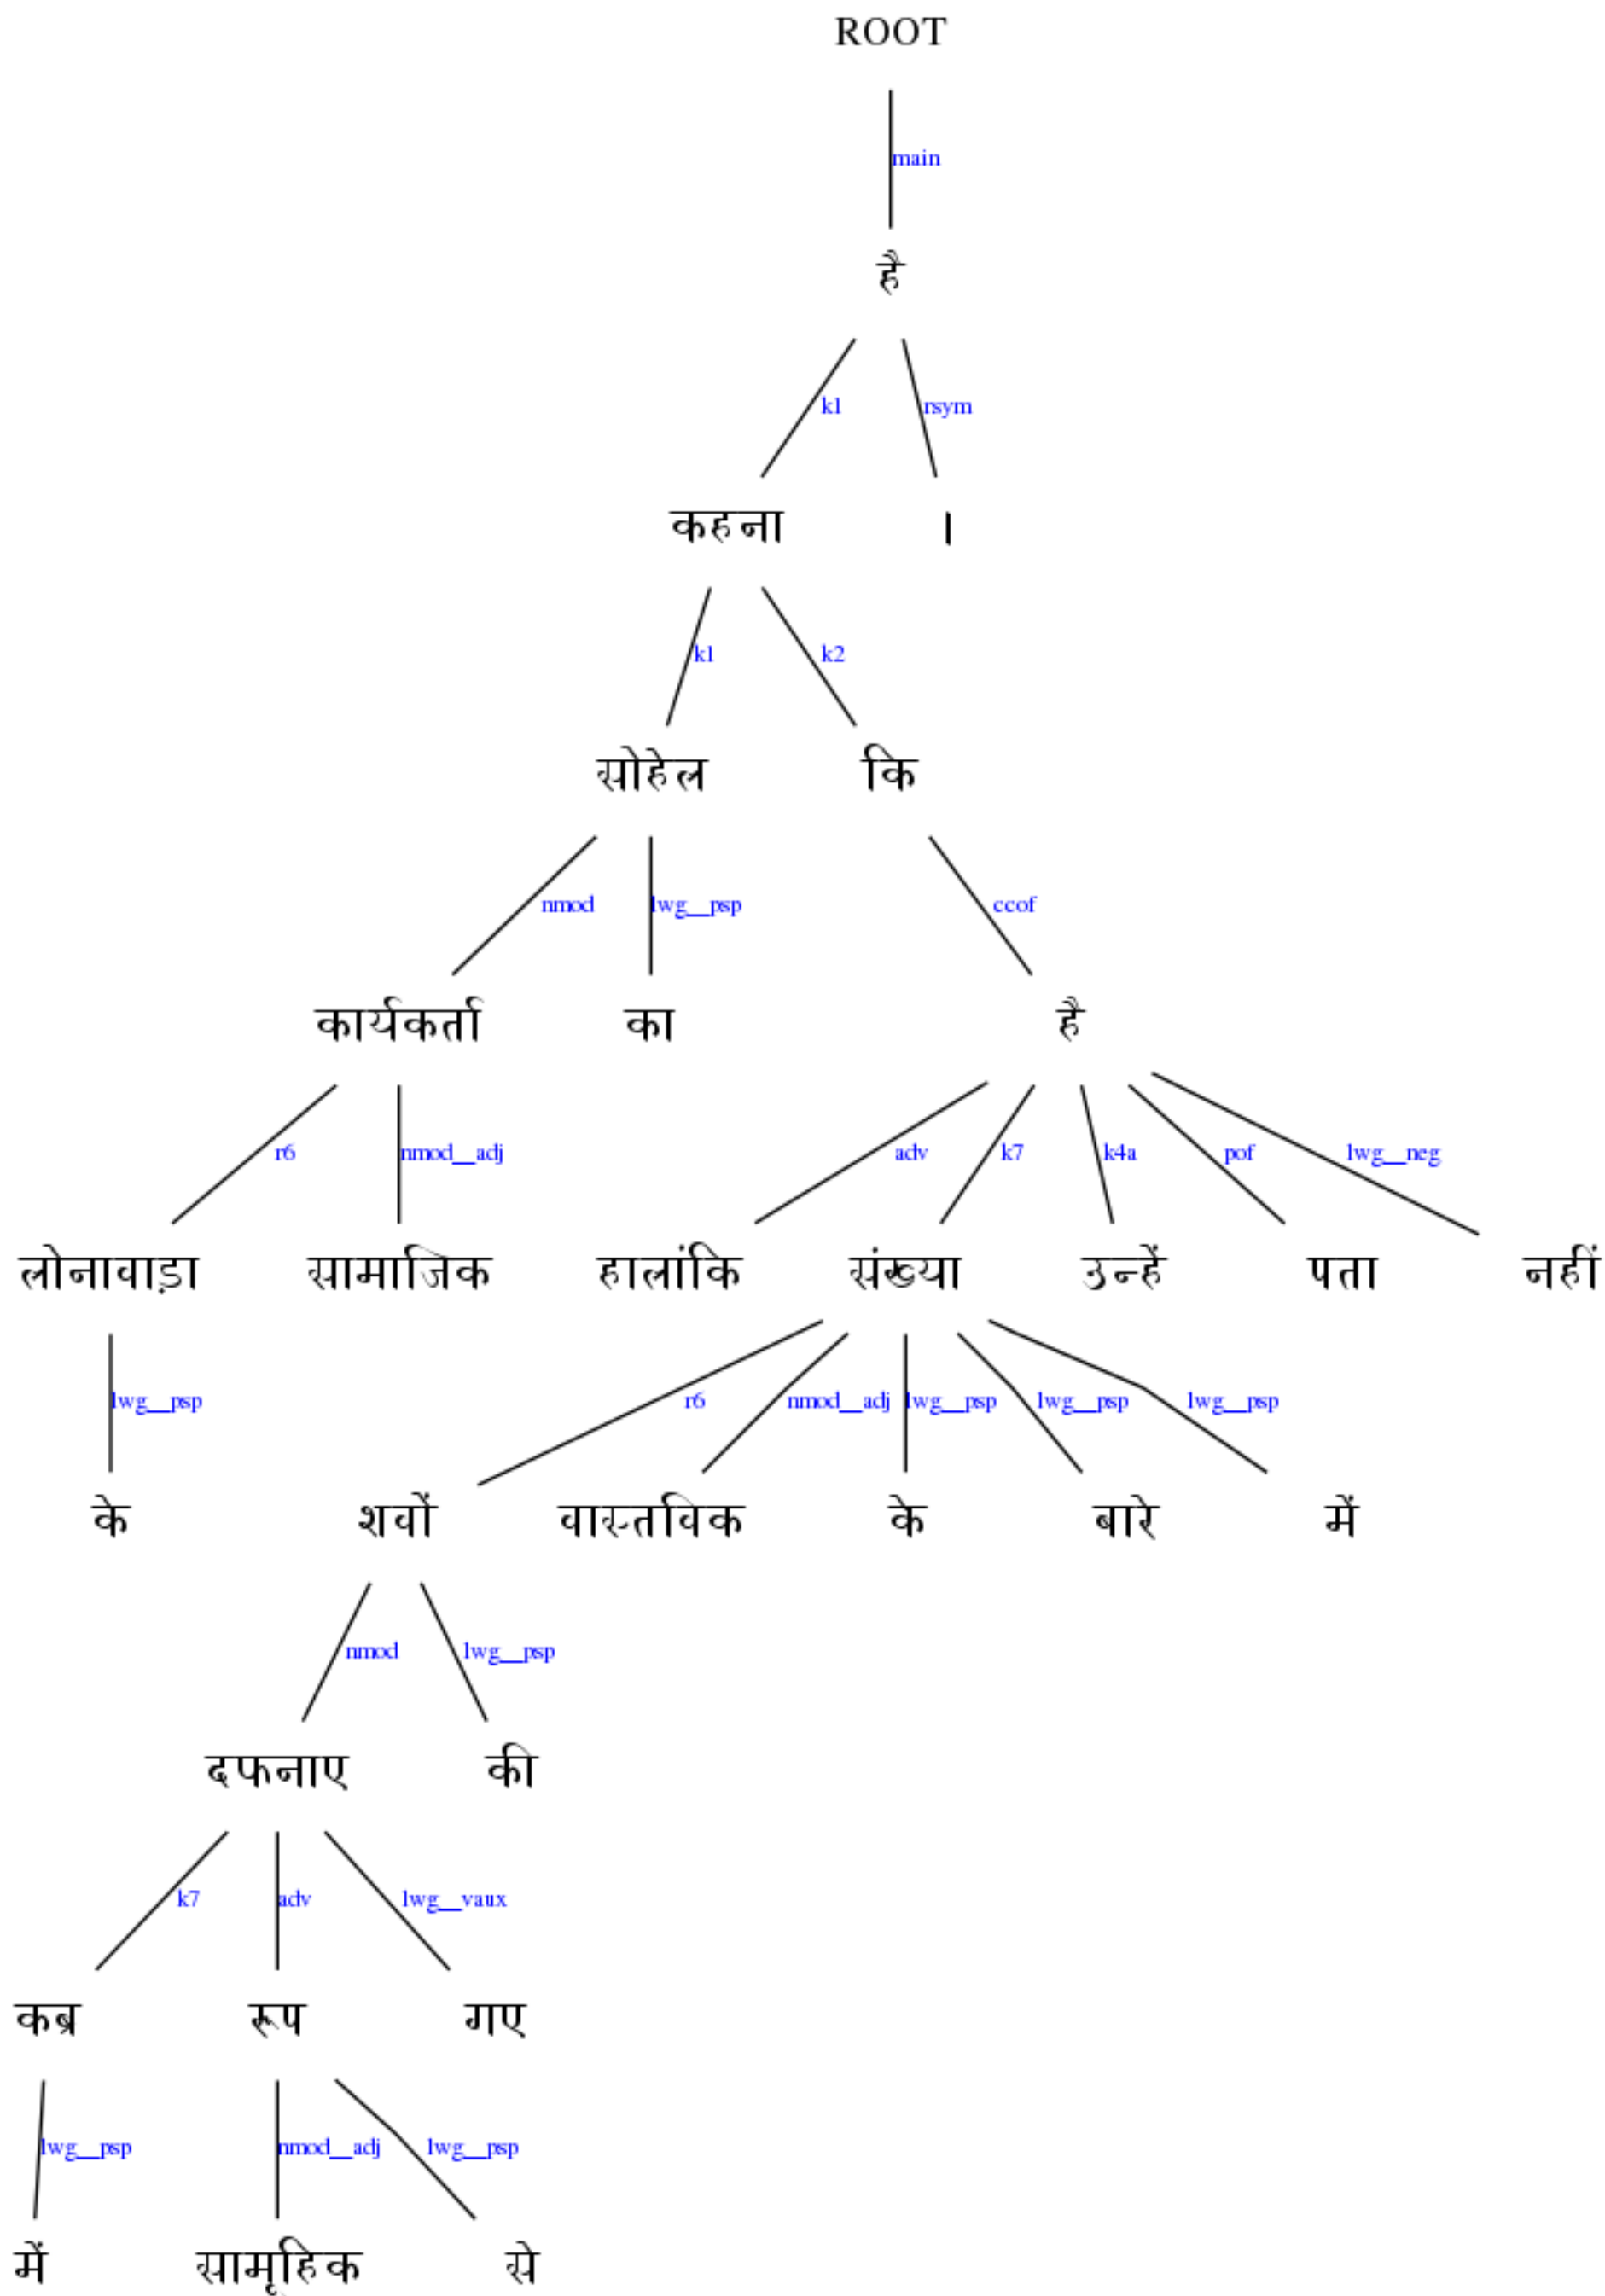 ROOT
main
है
k1 rsym
कहना ।
k1 k2
सोहेल कि
nmod lwg__psp ccof
कार्यकर्ता का है
r6 nmod__adj adv k7 k4a pof lwg__neg
लोनावाड़ा सामाजिक हालांकि संख्या उन्हें पता नहीं
lwg__psp r6 nmod__adj lwg__psp lwg__psp lwg__psp
के शवों वास्तविक के बारे में
nmod lwg__psp
दफनाए की
k7 adv lwg__vaux
कब्र रूप गए
lwg__psp nmod__adj lwg__psp
में सामूहिक से